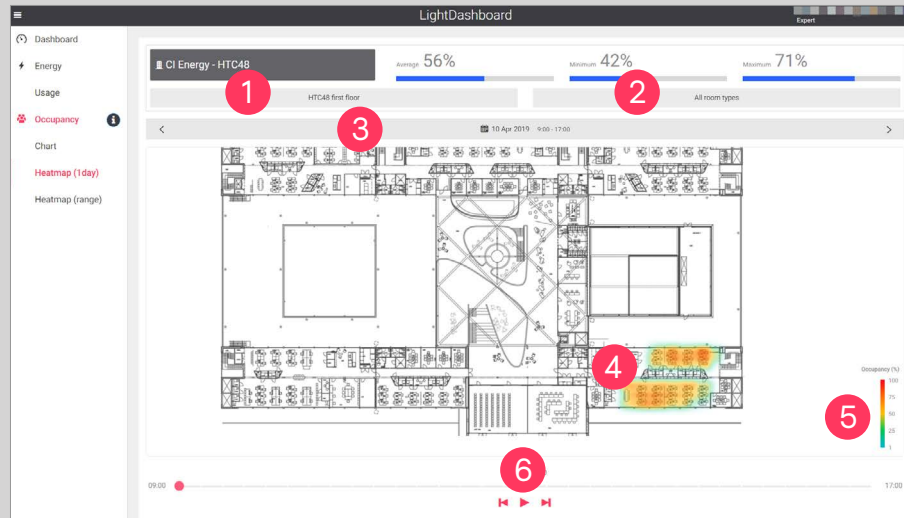 LightDashboard
Expert
Dashboard
Energy
Usage
Occupancy
Chart
Heatmap (1day)
Heatmap (range)
CI Energy - HTC48
Average 56%
Minimum 42%
Maximum 71%
1
2
HTC48 first floor
All room types
3
10 Apr 2019 9:00 - 17:00
4
Occupancy (%)
100
75
50
25
1
5
6
09:00
17:00